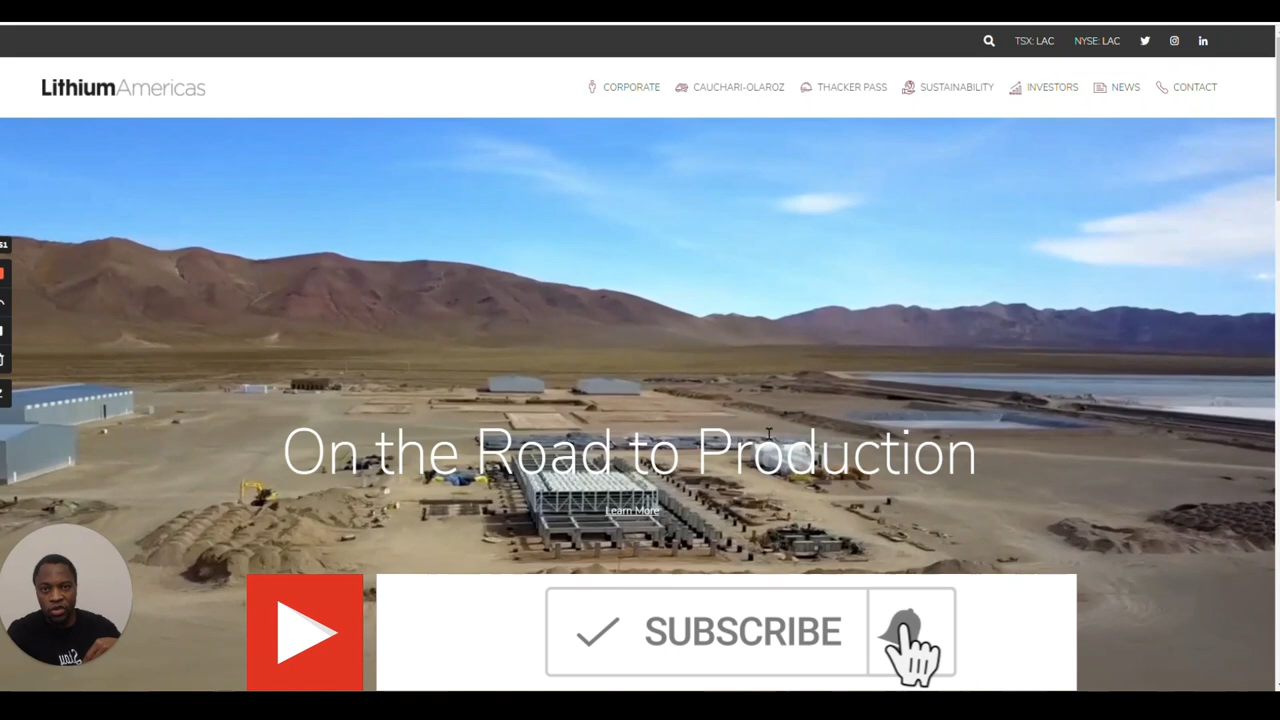 TSX: LAC NYSE: LAC
LithiumAmericas
CORPORATE CAUCHARI-OLAROZ THACKER PASS SUSTAINABILITY INVESTORS NEWS CONTACT
On the Road to Production
Learn More
SUBSCRIBE